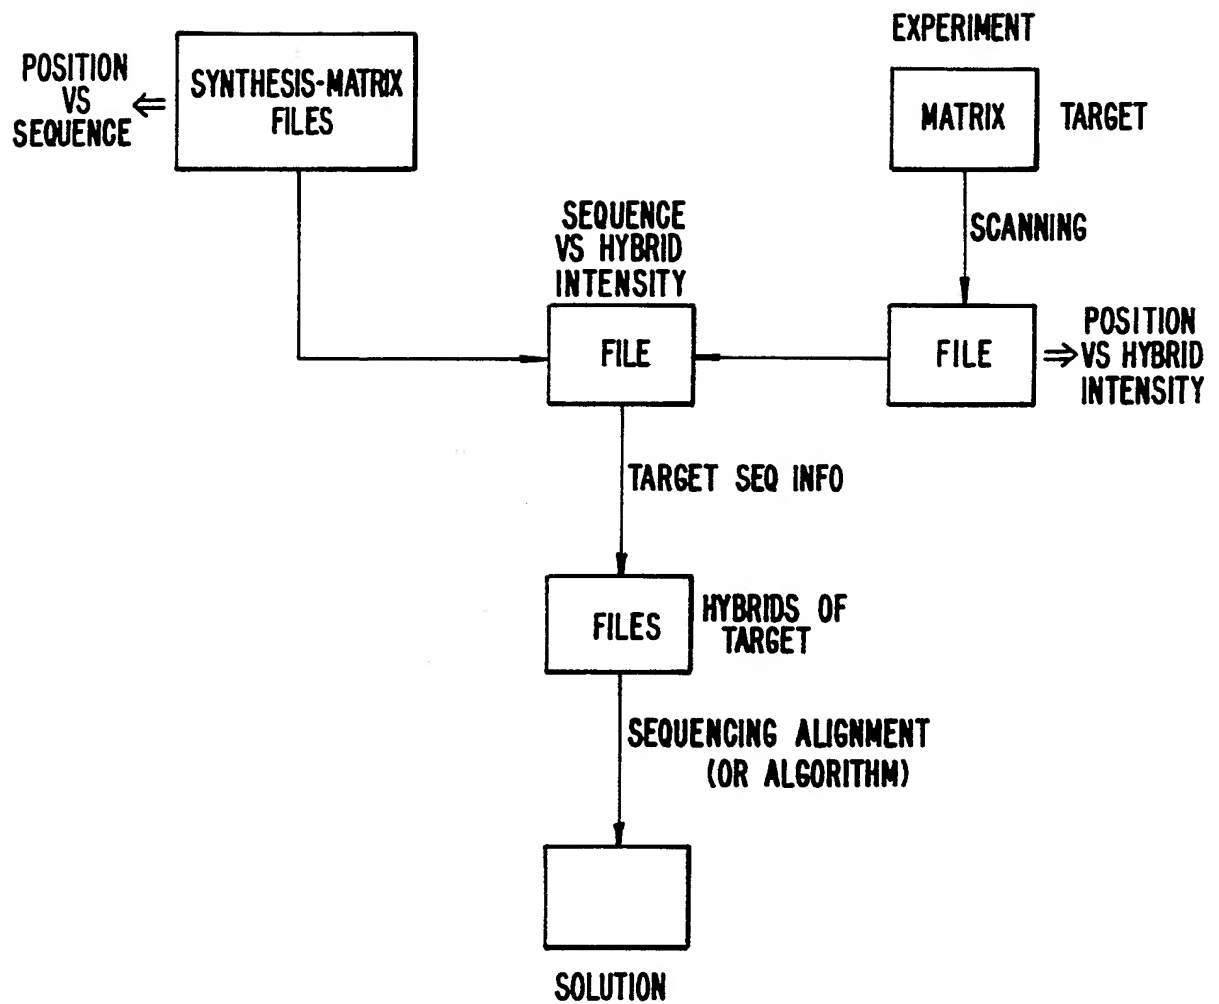 EXPERIMENT
POSITION
VS
SEQUENCE
SYNTHESIS-MATRIX
FILES
MATRIX
TARGET
SCANNING
SEQUENCE
VS HYBRID
INTENSITY
FILE
FILE
POSITION
VS HYBRID
INTENSITY
TARGET SEQ INFO
FILES
HYBRIDS OF
TARGET
SEQUENCING ALIGNMENT
(OR ALGORITHM)
SOLUTION